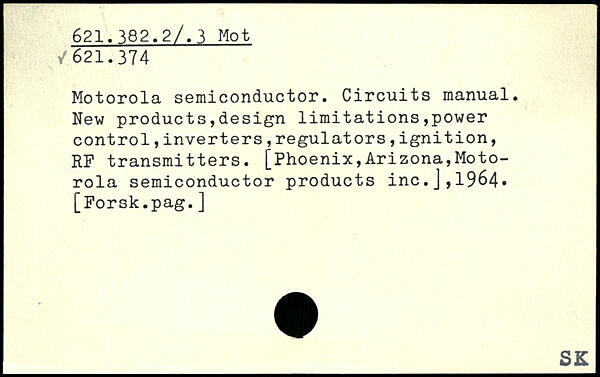 621.382.2/.3 Mot
✓621.374
Motorola semiconductor. Circuits manual.
New products,design limitations,power
control,inverters,regulators,ignition,
RF transmitters. [Phoenix,Arizona,Moto-
rola semiconductor products inc.],1964.
[Forsk.pag.]
SK